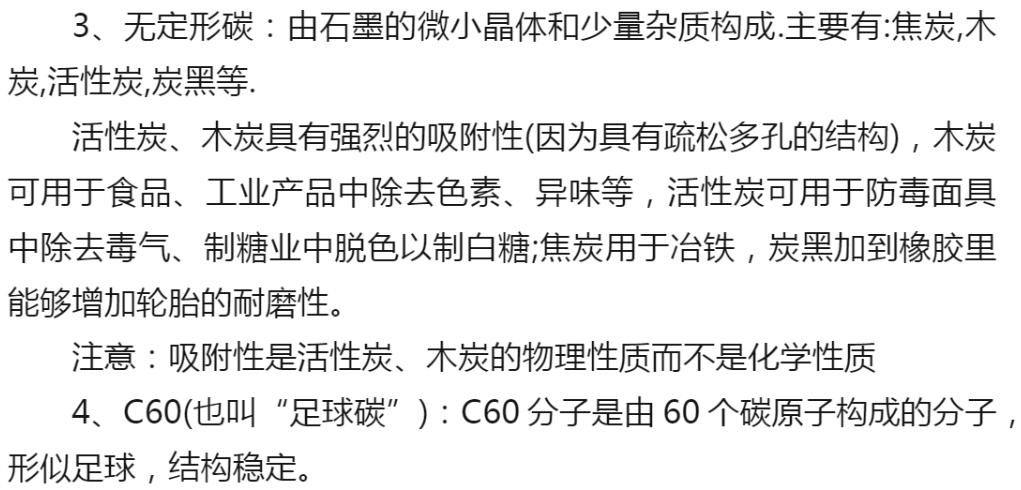 3、无定形碳：由石墨的微小晶体和少量杂质构成.主要有:焦炭,木
炭,活性炭,炭黑等.
活性炭、木炭具有强烈的吸附性(因为具有疏松多孔的结构)，木炭
可用于食品、工业产品中除去色素、异味等，活性炭可用于防毒面具
中除去毒气、制糖业中脱色以制白糖;焦炭用于冶铁，炭黑加到橡胶里
能够增加轮胎的耐磨性。
注意：吸附性是活性炭、木炭的物理性质而不是化学性质
4、C60(也叫“足球碳”)：C60 分子是由 60 个碳原子构成的分子，
形似足球，结构稳定。